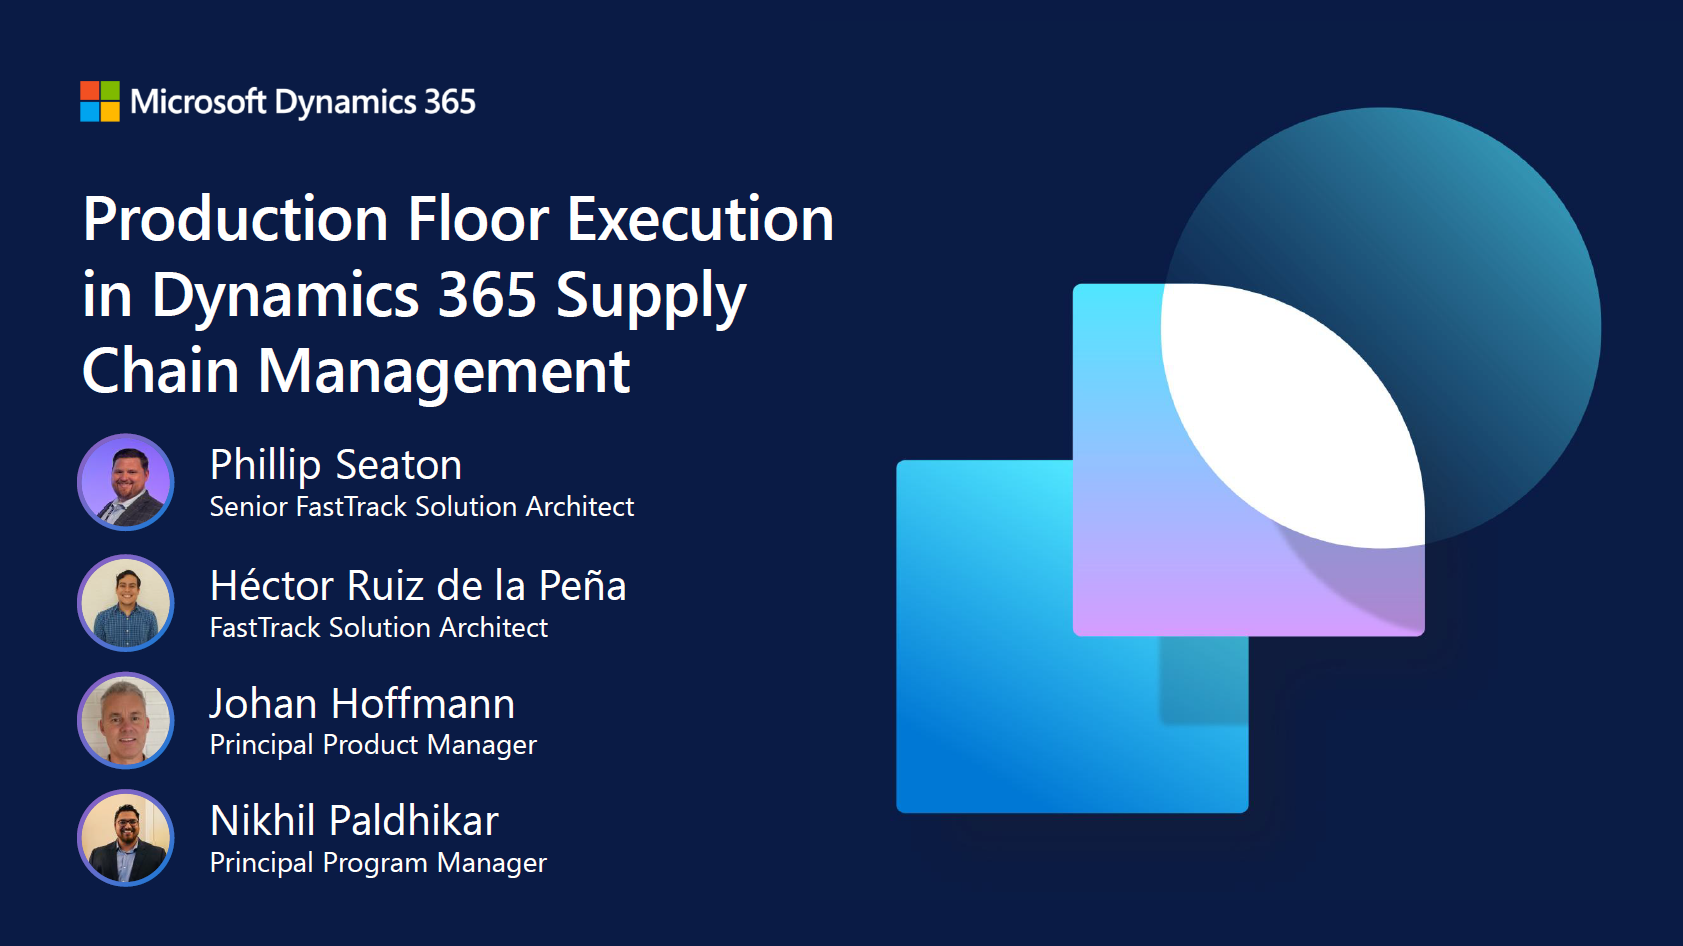 Microsoft Dynamics 365
Production Floor Execution
in Dynamics 365 Supply
Chain Management
Phillip Seaton
Senior FastTrack Solution Architect
Héctor Ruiz de la Peña
FastTrack Solution Architect
Johan Hoffmann
Principal Product Manager
Nikhil Paldhikar
Principal Program Manager